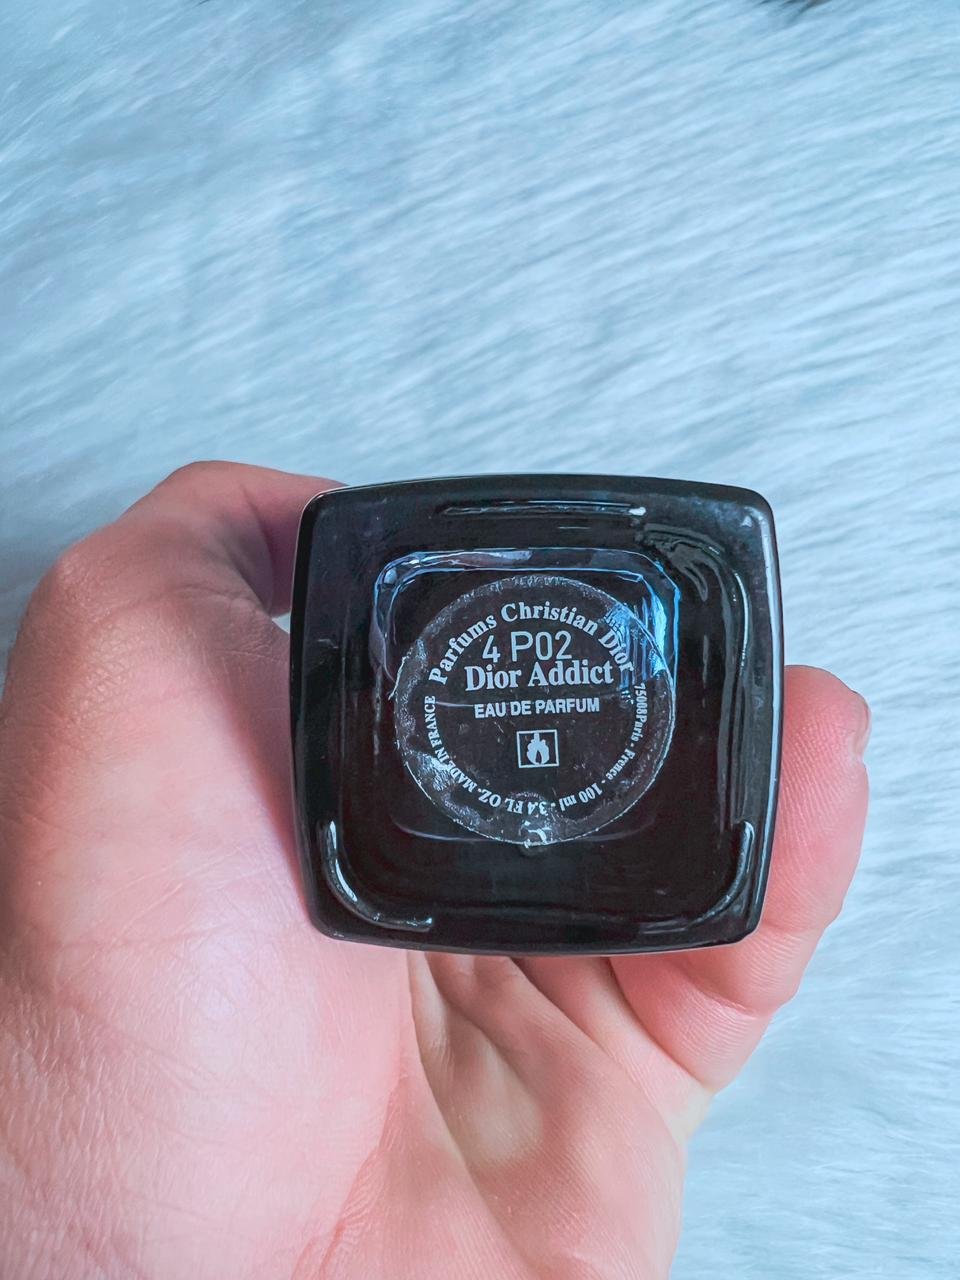 Parfums Christian Dior
4 P02
Dior Addict
EAU DE PARFUM
75008 Paris - France - 100 ml - 3.4 FL OZ - MADE IN FRANCE